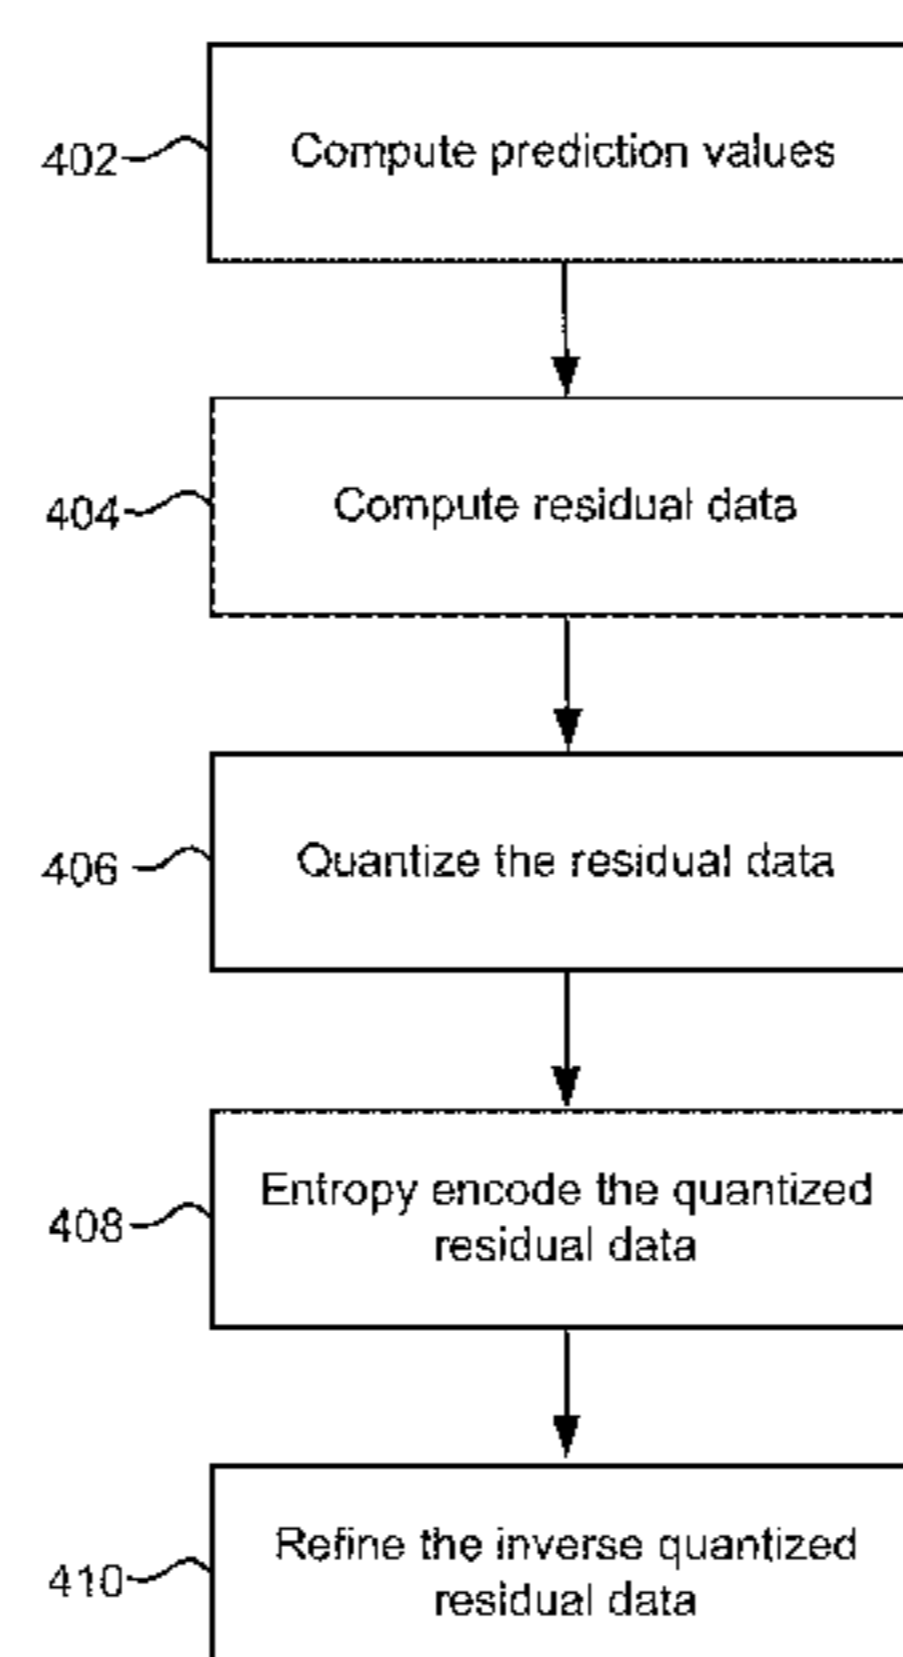 402
Compute prediction values
404
Compute residual data
406
Quantize the residual data
408
Entropy encode the quantized
residual data
410
Refine the inverse quantized
residual data